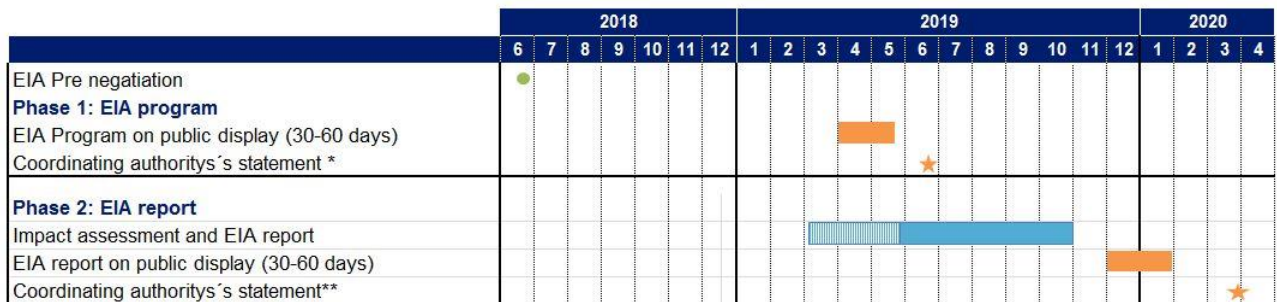 2018 2019 2020
6 7 8 9 10 11 12 1 2 3 4 5 6 7 8 9 10 11 12 1 2 3 4
EIA Pre negatiation
Phase 1: EIA program
EIA Program on public display (30-60 days)
Coordinating authoritys´s statement *
Phase 2: EIA report
Impact assessment and EIA report
EIA report on public display (30-60 days)
Coordinating authoritys´s statement**